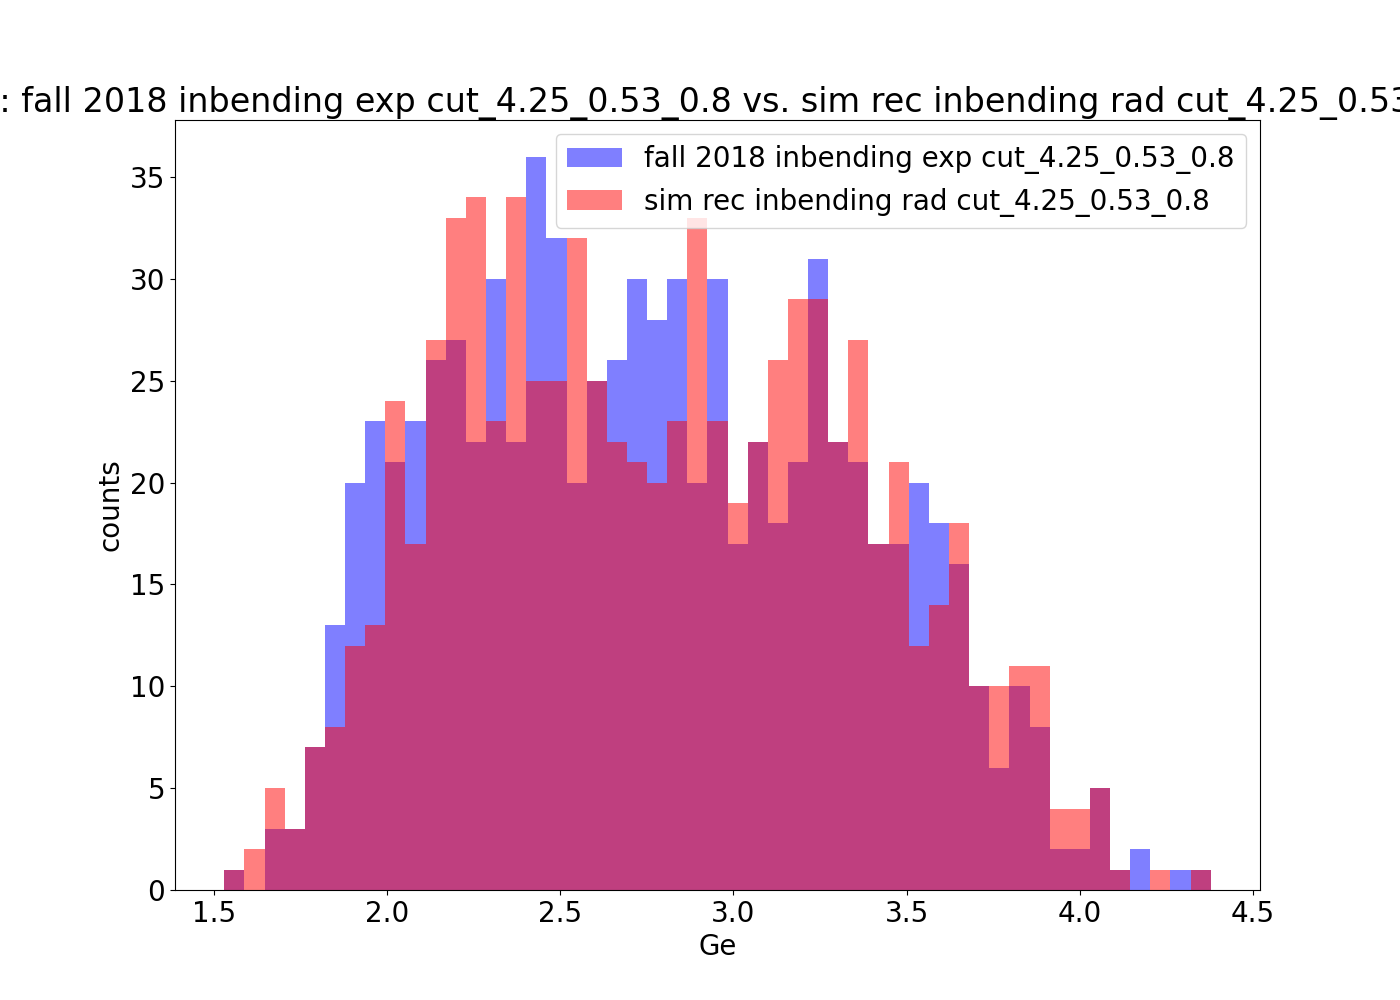 : fall 2018 inbending exp cut_4.25_0.53_0.8 vs. sim rec inbending rad cut_4.25_0.53
fall 2018 inbending exp cut_4.25_0.53_0.8
sim rec inbending rad cut_4.25_0.53_0.8
35
30
25
20
15
10
5
0
counts
1.5 2.0 2.5 3.0 3.5 4.0 4.5
Ge